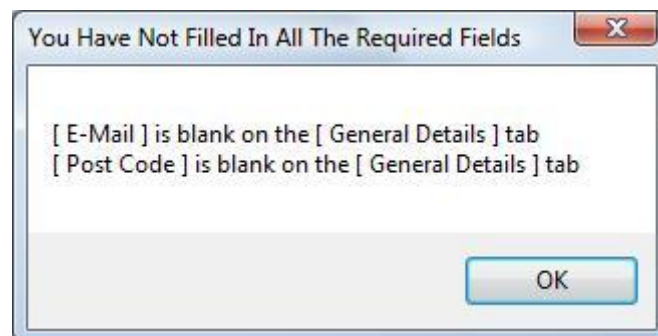 You Have Not Filled In All The Required Fields
[ E-Mail ] is blank on the [ General Details ] tab
[ Post Code ] is blank on the [ General Details ] tab
OK